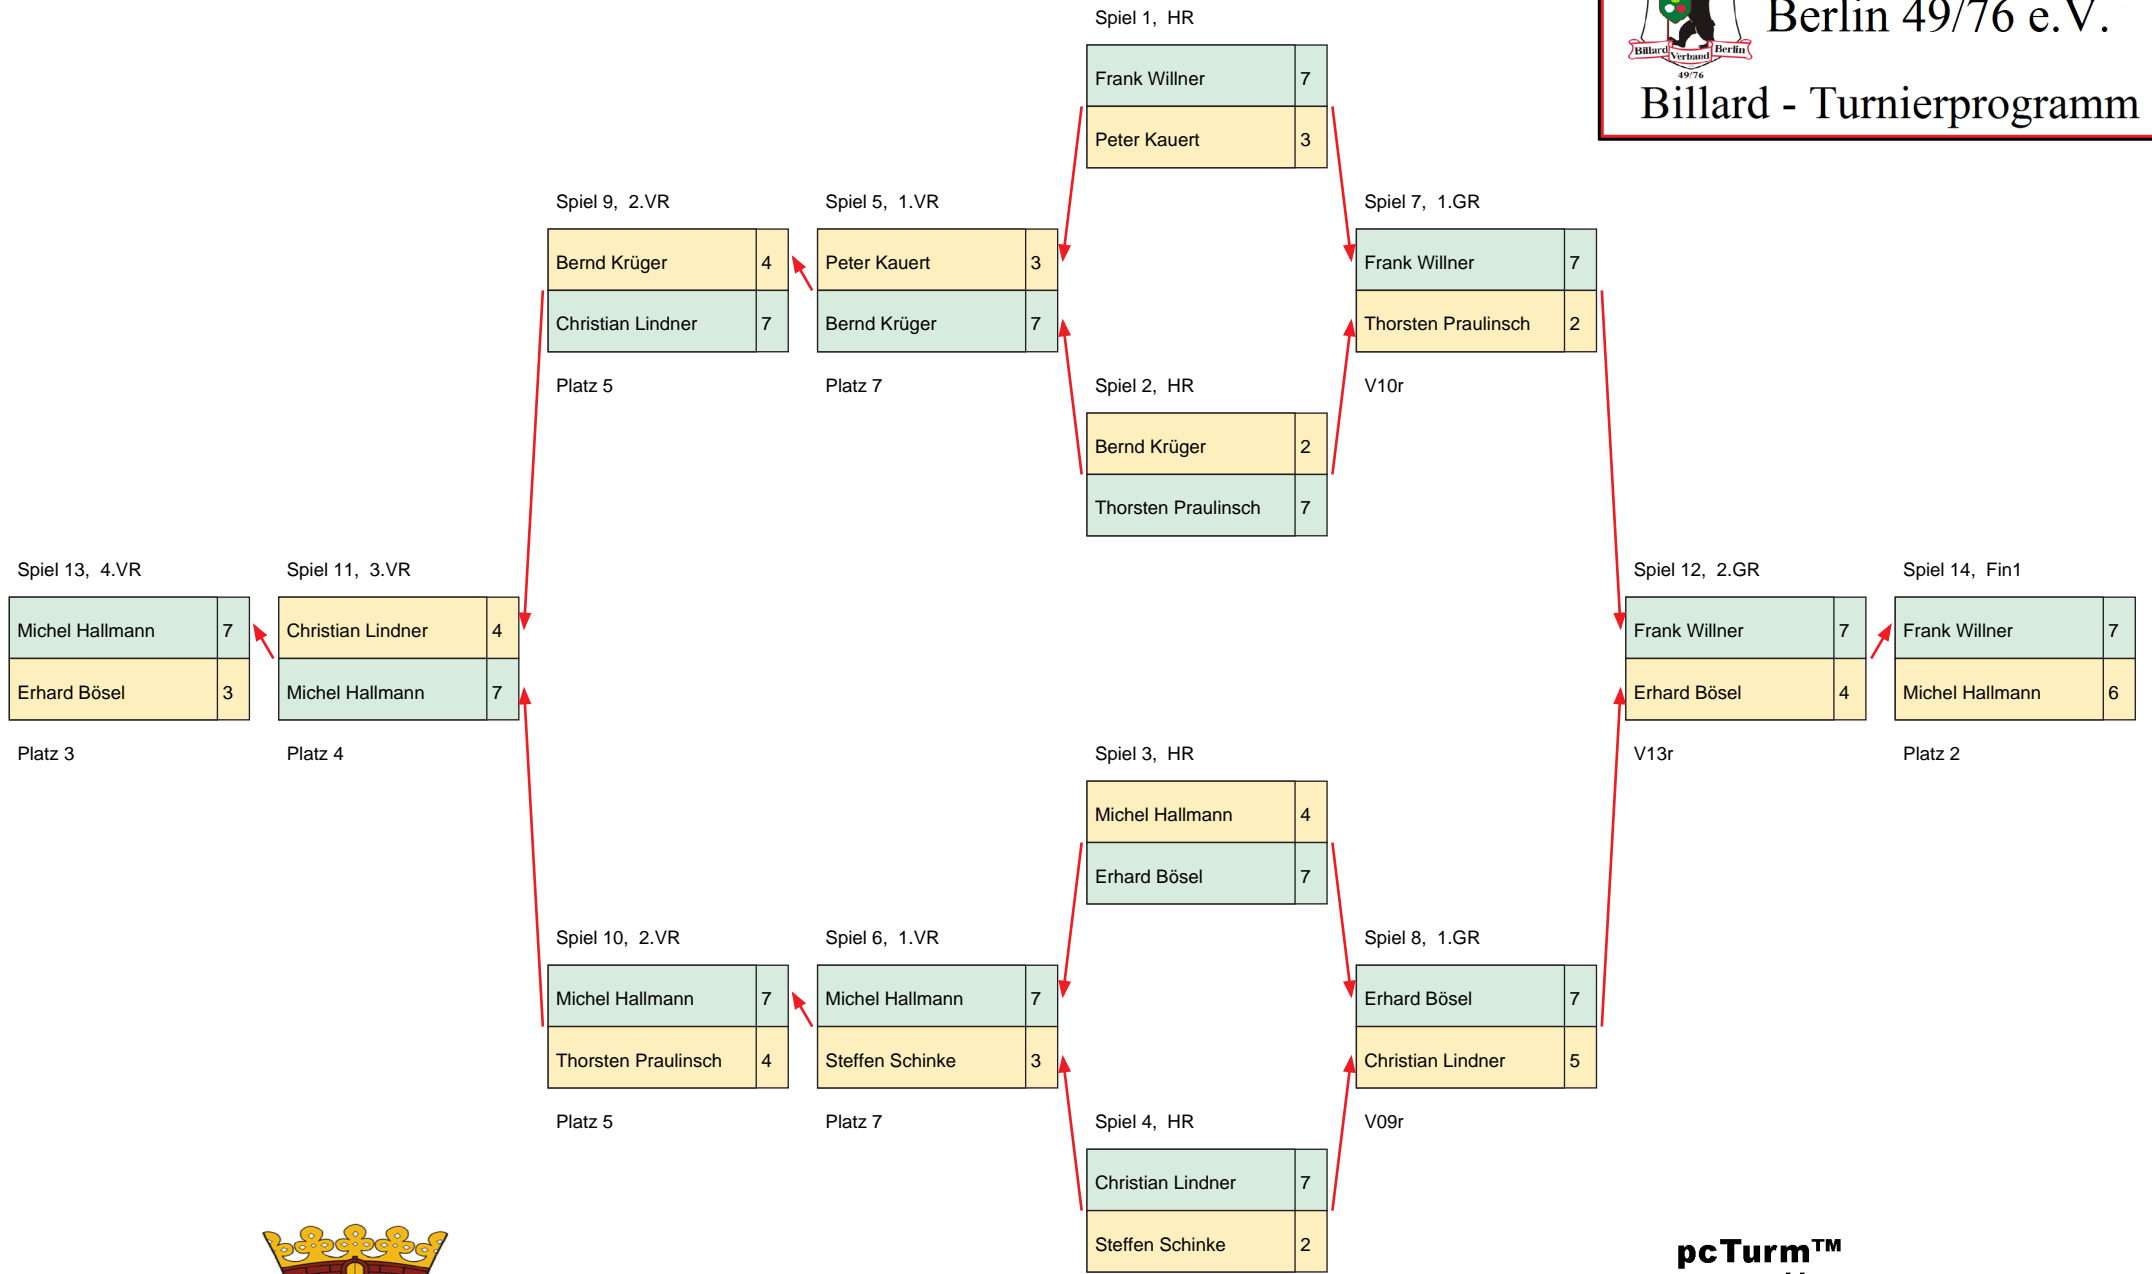 Spiel 1, HR
Frank Willner 7
Peter Kauert 3
Berlin 49/76 e.V.
Billard Verband Berlin
49/76
Billard - Turnierprogramm
Spiel 9, 2.VR
Bernd Krüger 4
Christian Lindner 7
Platz 5
Spiel 5, 1.VR
Peter Kauert 3
Bernd Krüger 7
Platz 7
Spiel 7, 1.GR
Frank Willner 7
Thorsten Praulinsch 2
V10r
Spiel 2, HR
Bernd Krüger 2
Thorsten Praulinsch 7
Spiel 13, 4.VR
Michel Hallmann 7
Erhard Bösel 3
Platz 3
Spiel 11, 3.VR
Christian Lindner 4
Michel Hallmann 7
Platz 4
Spiel 12, 2.GR
Frank Willner 7
Erhard Bösel 4
V13r
Spiel 14, Fin1
Frank Willner 7
Michel Hallmann 6
Platz 2
Spiel 3, HR
Michel Hallmann 4
Erhard Bösel 7
Spiel 10, 2.VR
Michel Hallmann 7
Thorsten Praulinsch 4
Platz 5
Spiel 6, 1.VR
Michel Hallmann 7
Steffen Schinke 3
Platz 7
Spiel 8, 1.GR
Erhard Bösel 7
Christian Lindner 5
V09r
Spiel 4, HR
Christian Lindner 7
Steffen Schinke 2
pcTurm™